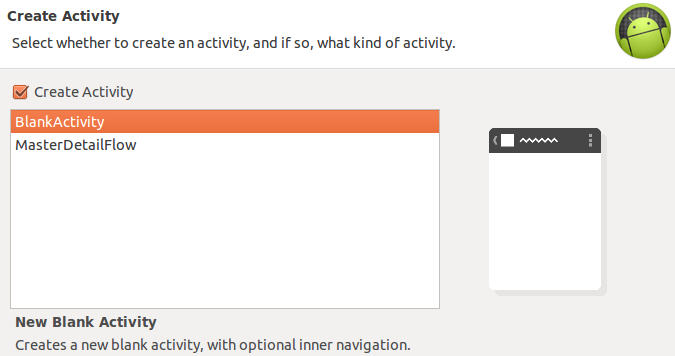 Create Activity
Select whether to create an activity, and if so, what kind of activity.
Create Activity
BlankActivity
MasterDetailFlow
New Blank Activity
Creates a new blank activity, with optional inner navigation.